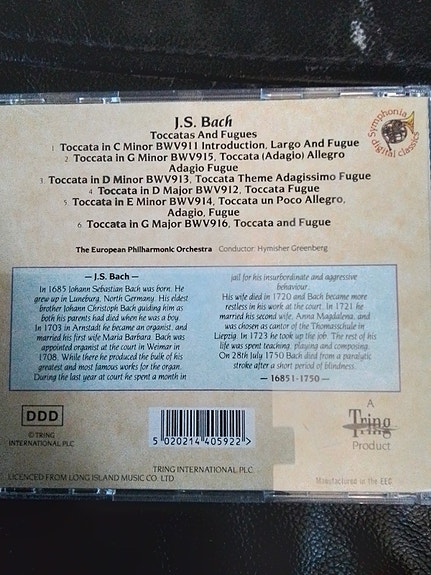 J.S. Bach
Toccatas And Fugues
1. Toccata in C Minor BWV911 Introduction, Largo And Fugue
2. Toccata in G Minor BWV915, Toccata (Adagio) Allegro
Adagio Fugue
3. Toccata in D Minor BWV913, Toccata Theme Adagissimo Fugue
4. Toccata in D Major BWV912, Toccata Fugue
5. Toccata in E Minor BWV914, Toccata un Poco Allegro,
Adagio, Fugue
6. Toccata in G Major BWV916, Toccata and Fugue
Symphonia
digital classics
The European Philharmonic Orchestra Conductor: Hymisher Greenberg
— J.S. Bach —
In 1685 Johann Sebastian Bach was born. He
grew up in Luneburg, North Germany. His eldest
brother Johann Christoph Bach guiding him as
both his parents had died when he was a boy.
In 1703 in Arnstadt he became an organist, and
married his first wife Maria Barbara. Bach was
appointed organist at the court in Weimar in
1708. While there he produced the bulk of his
greatest and most famous works for the organ.
During the last year at court he spent a month in
jail for his insurbordinate and aggressive
behaviour.
His wife died in 1720 and Bach became more
restless in his work at the court. In 1721 he
married his second wife, Anna Magdalena, and
was chosen as cantor of the Thomasschule in
Liepzig. In 1723 he took up the job. The rest of his
life was spent teaching, playing and composing.
On 28th July 1750 Bach died from a paralytic
stroke after a short period of blindness.
— 16851-1750 —
DDD
© TRING
INTERNATIONAL PLC
5 020214 405922 >
A
Tring
Product
TRING INTERNATIONAL PLC
LICENCED FROM LONG ISLAND MUSIC CO. LTD
Manufactured in the EEC